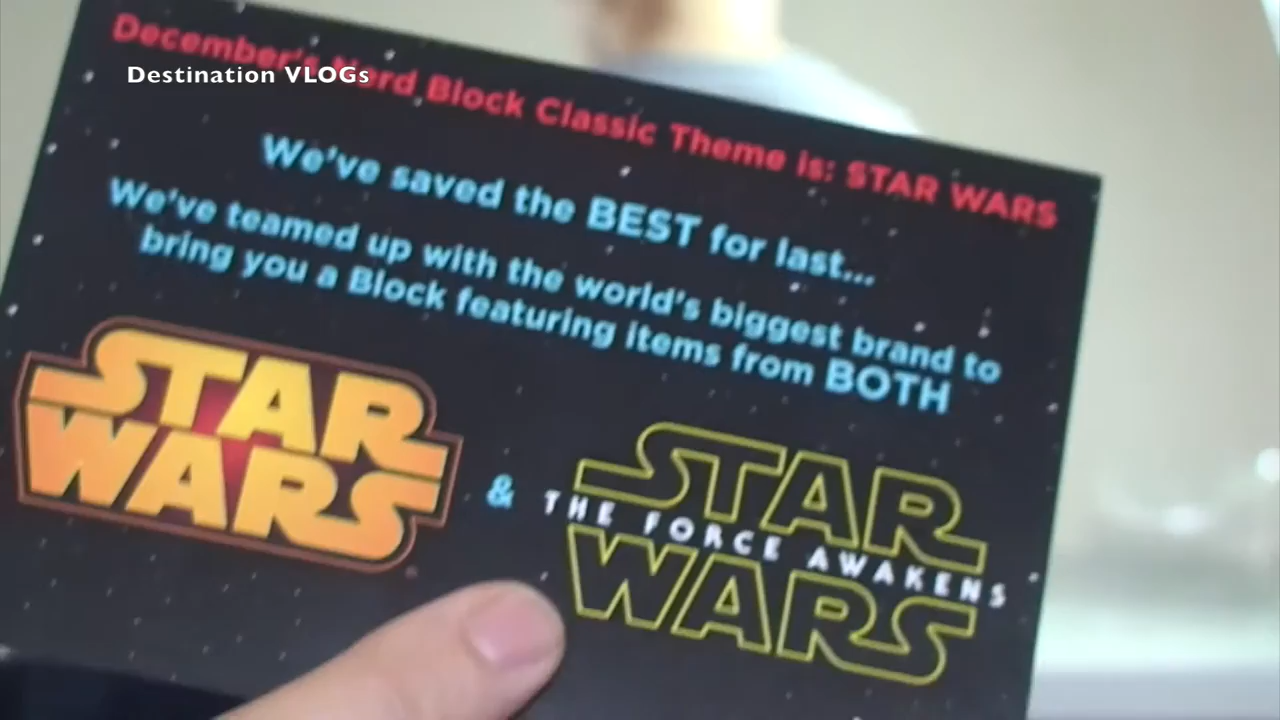 December's Nerd Block Classic Theme is: STAR WARS
Destination VLOGs
We've saved the BEST for last...
We've teamed up with the world's biggest brand to
bring you a Block featuring items from BOTH
STAR
WARS
&
STAR
THE FORCE AWAKENS
WARS